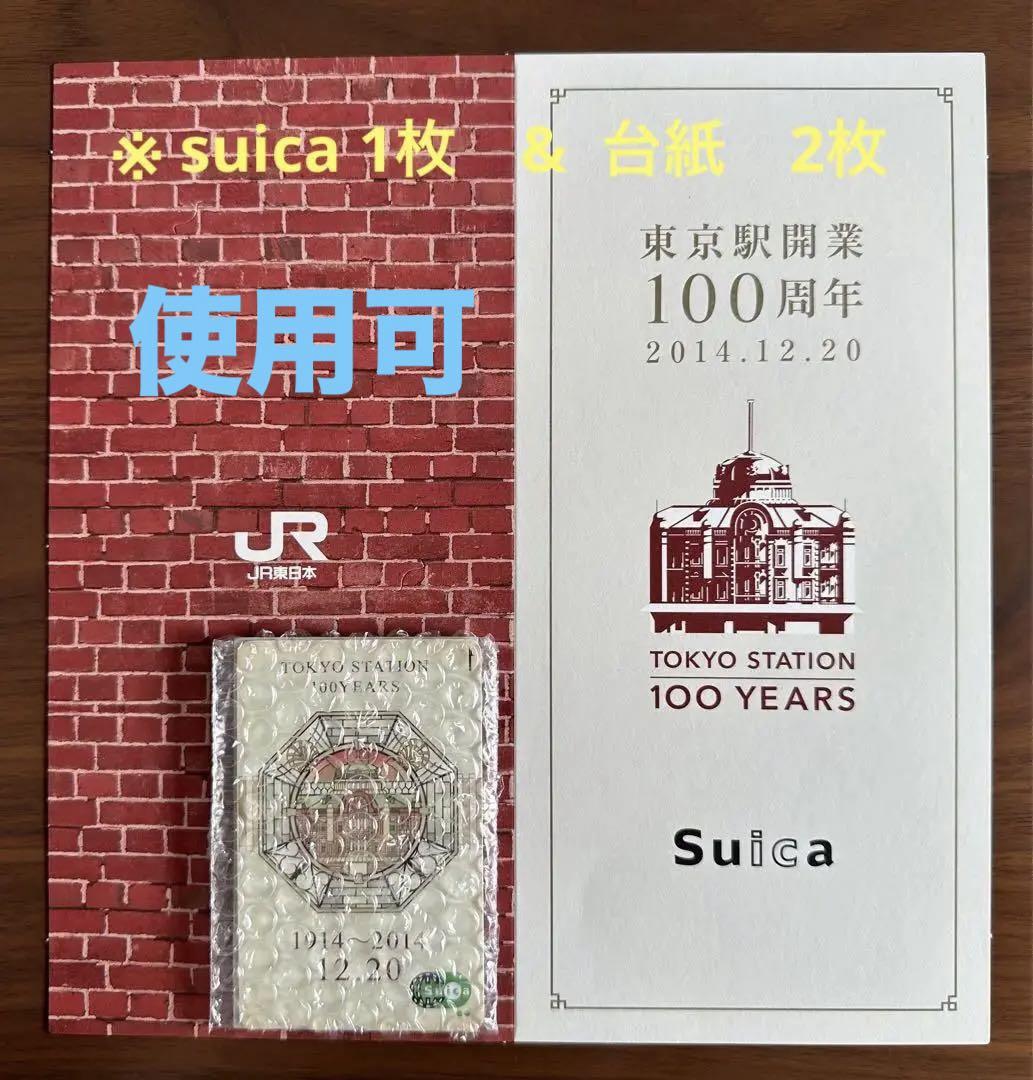 ※ suica 1枚 & 台紙 2枚
使用可
JR
JR東日本
TOKYO STATION
100YEARS
1914～2014
12.20
Suica
東京駅開業
100周年
2014.12.20
TOKYO STATION
100 YEARS
Suica